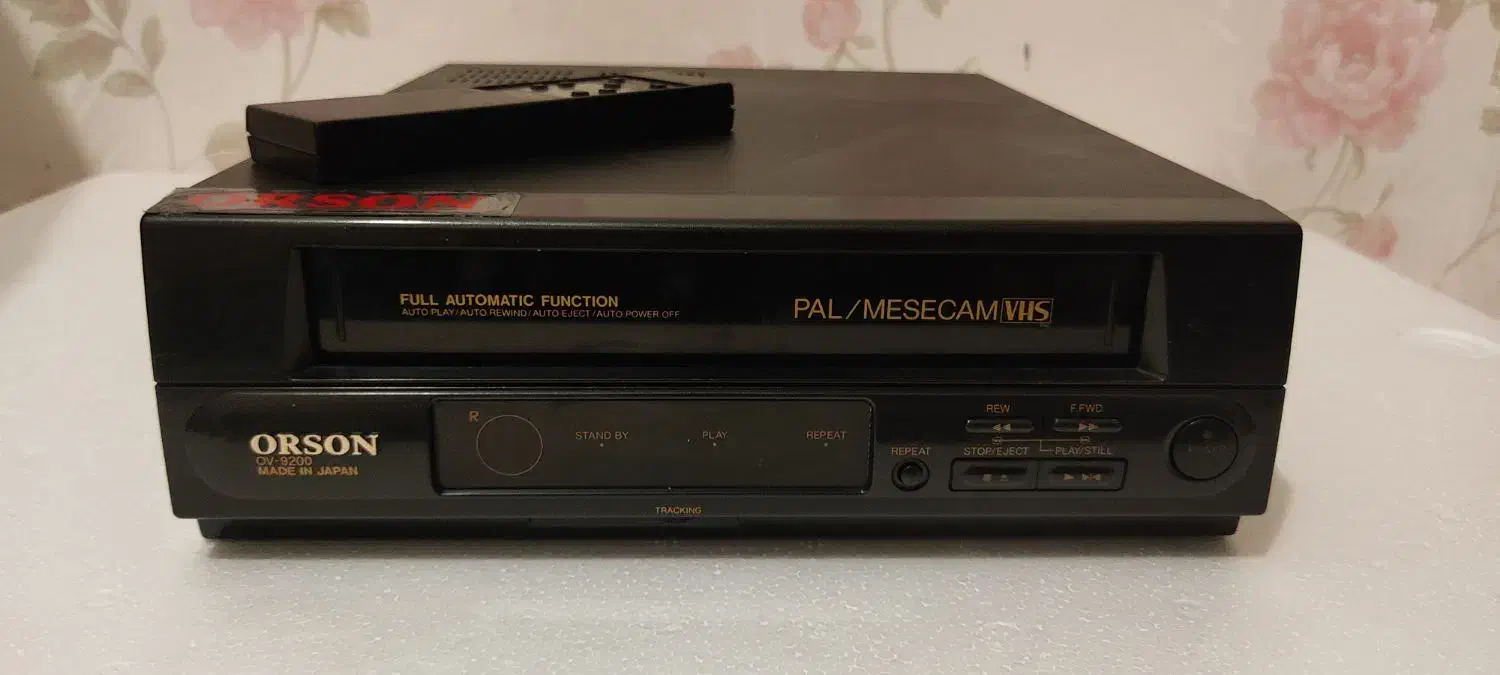 ORSON
FULL AUTOMATIC FUNCTION
AUTO PLAY/AUTO REWIND/AUTO EJECT/AUTO POWER OFF
PAL/MESECAM VHS
ORSON
OV-9200
MADE IN JAPAN
R
STAND BY
PLAY
REPEAT
REPEAT
REW
F.FWD
STOP/EJECT
PLAY/STILL
TRACKING